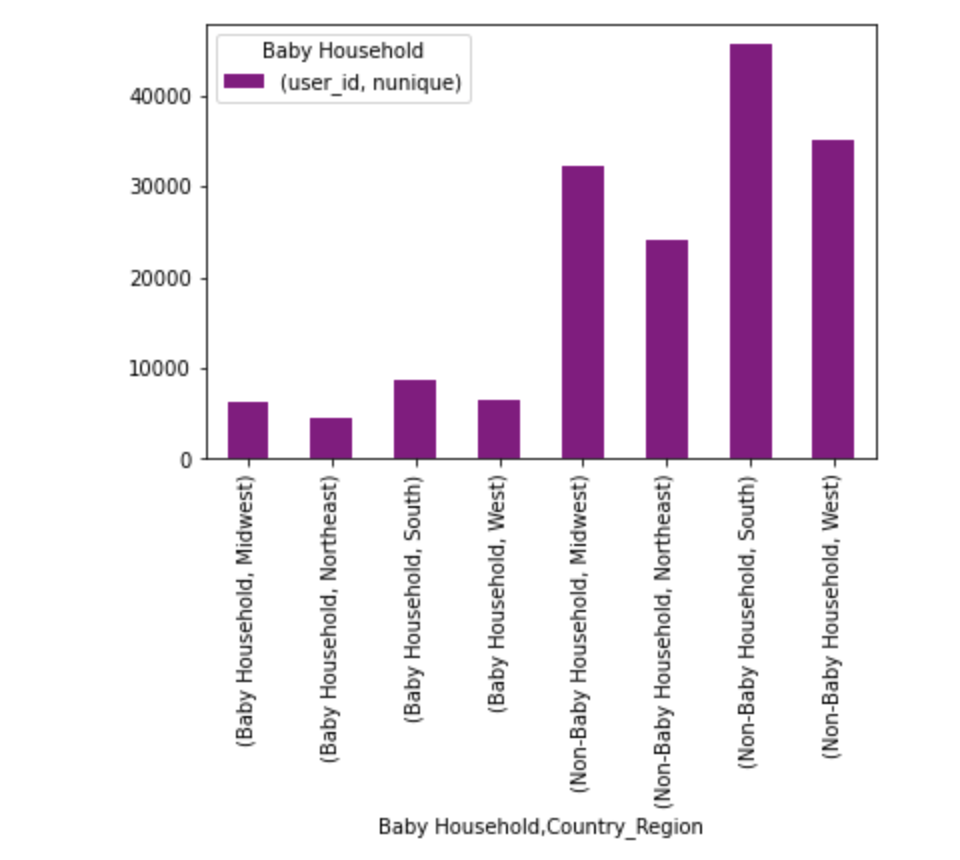 Baby Household
(user_id, nunique)
40000
30000
20000
10000
0
(Baby Household, Midwest)
(Baby Household, Northeast)
(Baby Household, South)
(Baby Household, West)
(Non-Baby Household, Midwest)
(Non-Baby Household, Northeast)
(Non-Baby Household, South)
(Non-Baby Household, West)
Baby Household,Country_Region